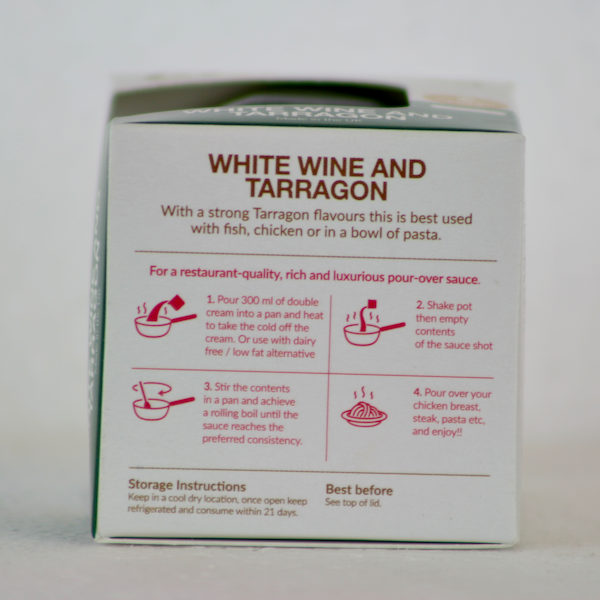 WHITE WINE AND
TARRAGON
WHITE WINE AND
TARRAGON
With a strong Tarragon flavours this is best used
with fish, chicken or in a bowl of pasta.
For a restaurant-quality, rich and luxurious pour-over sauce.
1. Pour 300 ml of double
cream into a pan and heat
to take the cold off the
cream. Or use with dairy
free / low fat alternative
2. Shake pot
then empty
contents
of the sauce shot
3. Stir the contents
in a pan and achieve
a rolling boil until the
sauce reaches the
preferred consistency.
4. Pour over your
chicken breast,
steak, pasta etc,
and enjoy!!
Storage Instructions
Keep in a cool dry location, once open keep
refrigerated and consume within 21 days.
Best before
See top of lid.